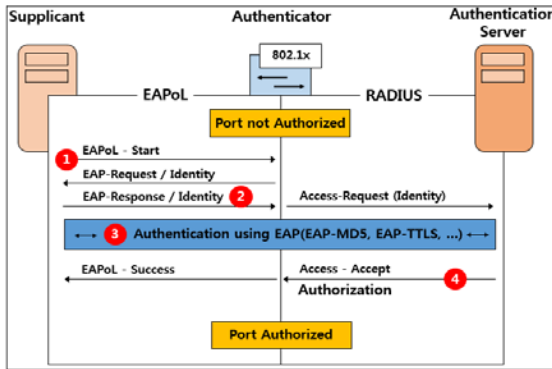 Supplicant
Authenticator
Authentication
Server
802.1x
EAPoL
RADIUS
Port not Authorized
1
EAPoL - Start
EAP-Request / Identity
EAP-Response / Identity 2
Access-Request (Identity)
3 Authentication using EAP(EAP-MD5, EAP-TTLS, ...)
EAPoL - Success
Access - Accept
4
Authorization
Port Authorized